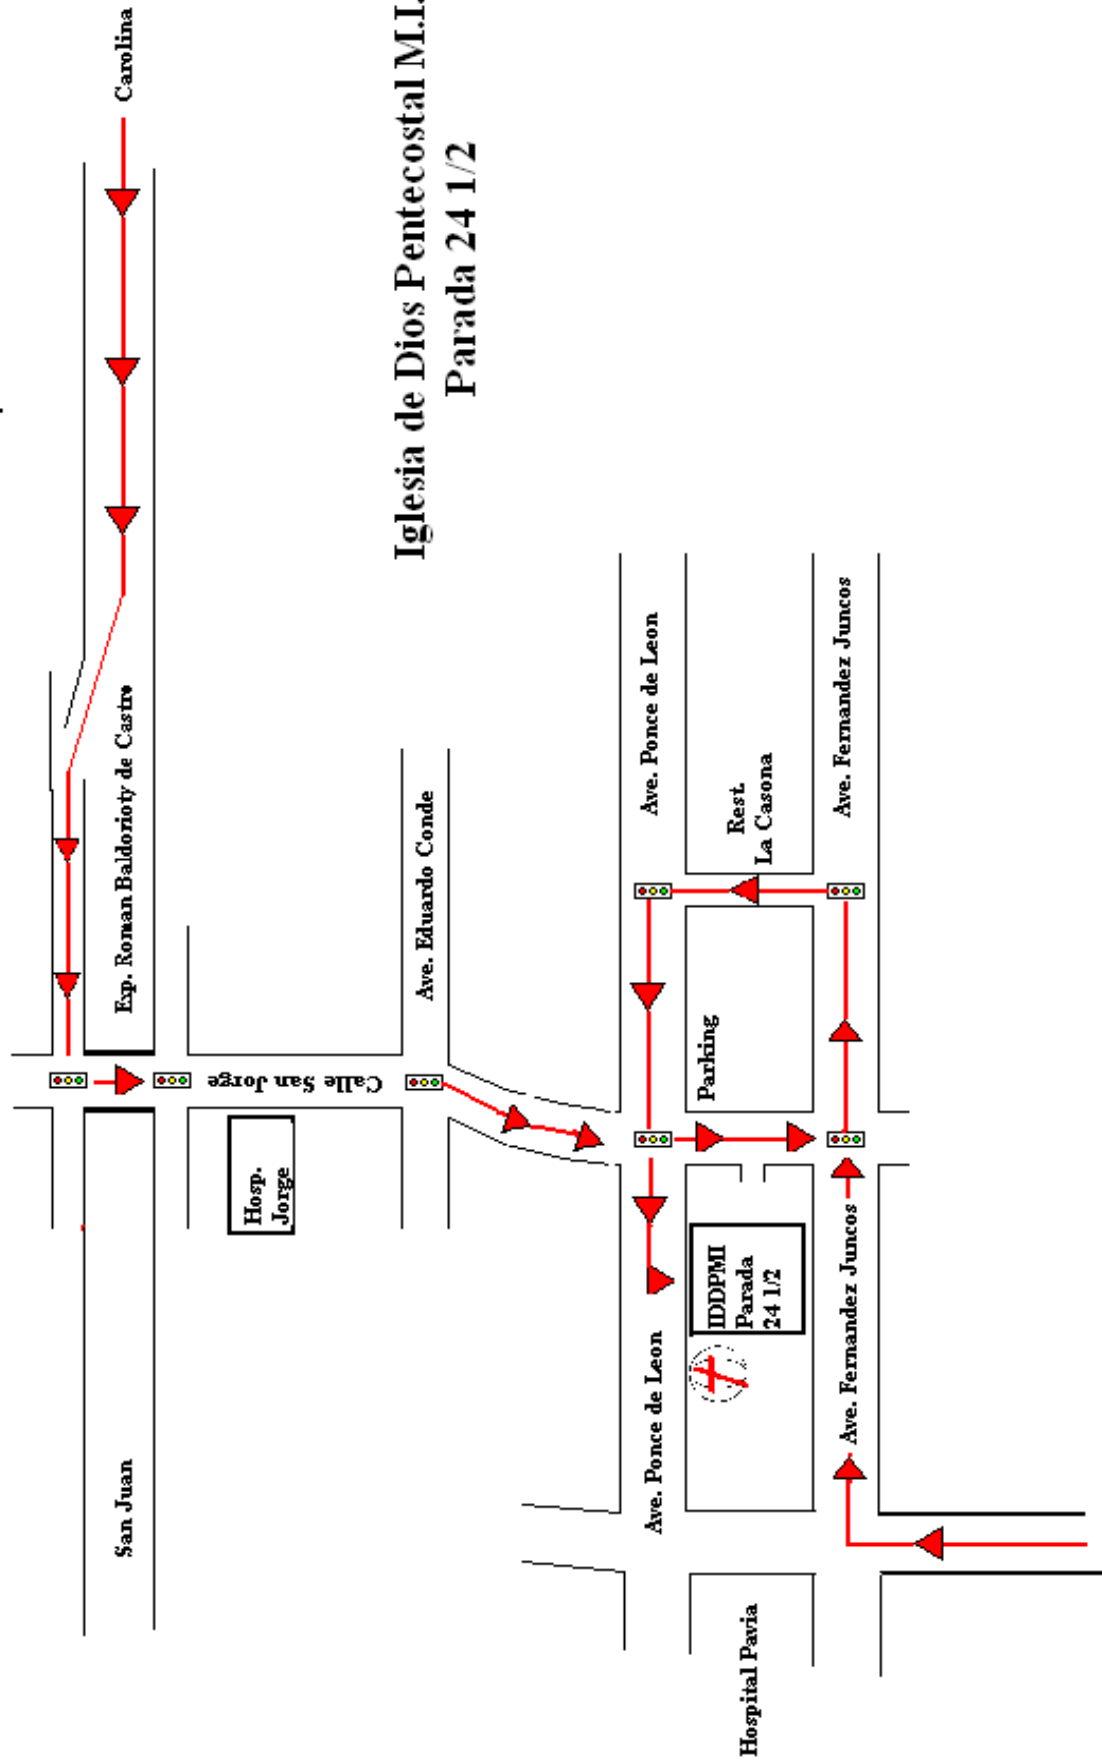 Carolina
Iglesia de Dios Pentecostal M.I.
Parada 24 1/2
Exp. Roman Baldorioty de Castro
San Juan
Calle San Jorge
Hosp.
Jorge
Ave. Eduardo Conde
Ave. Ponce de Leon
Rest.
La Casona
Ave. Fernandez Juncos
Parking
IDDPMI
Parada
24 1/2
Ave. Ponce de Leon
Ave. Fernandez Juncos
Hospital Pavia